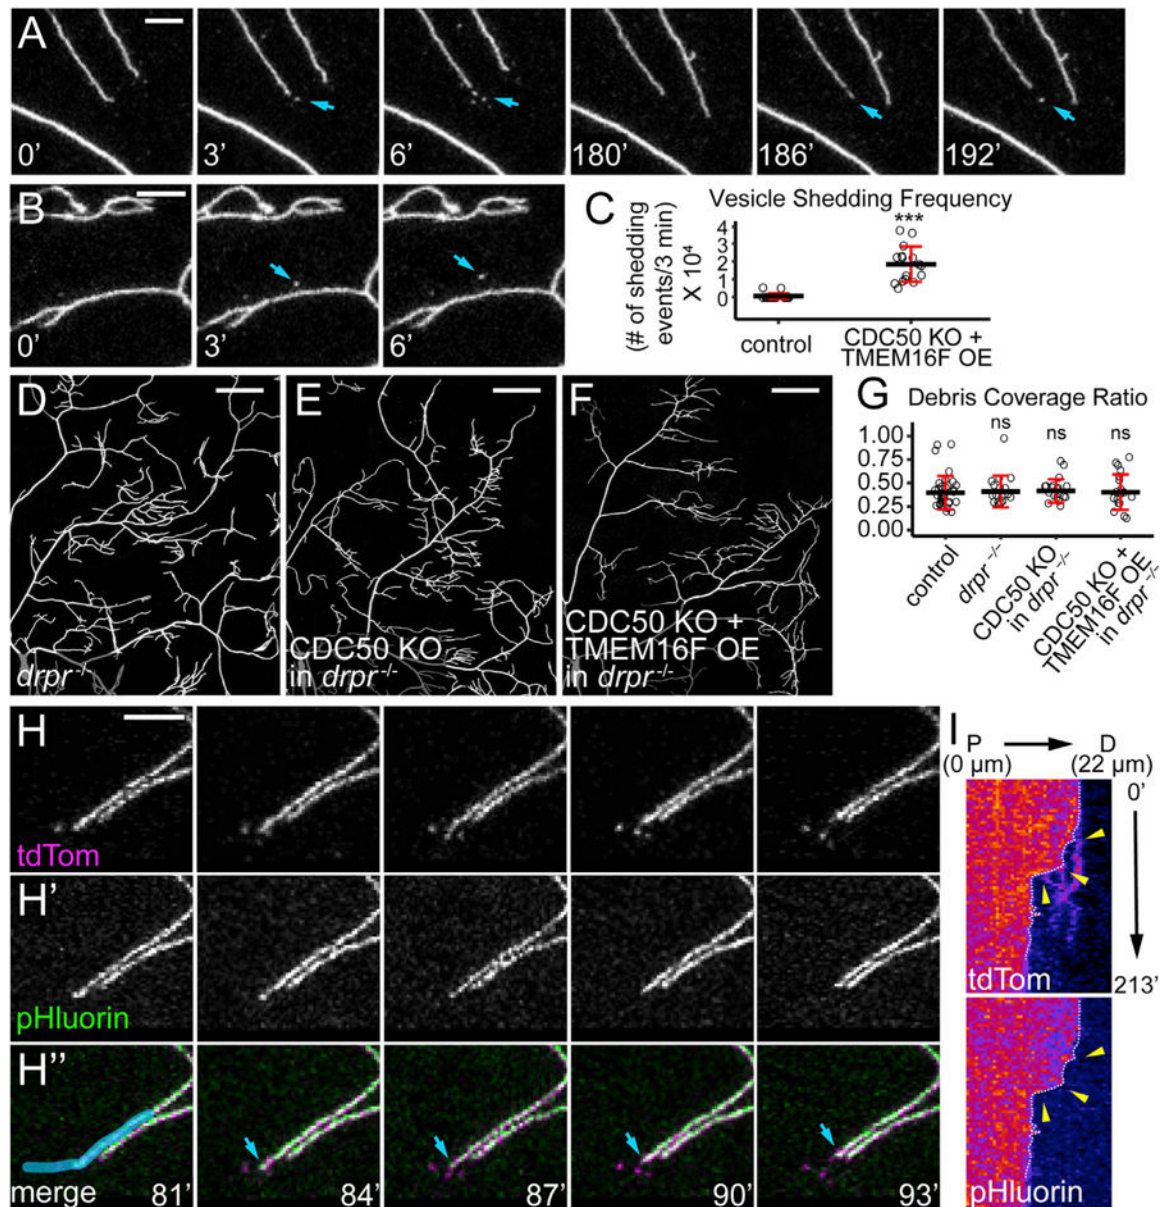 A
0’ 3’ 6’ 180’ 186’ 192’
B
0’ 3’ 6’
C Vesicle Shedding Frequency
(# of shedding
events/3 min)
X 10⁴
***
4
3
2
1
0
control
CDC50 KO +
TMEM16F OE
D
drpr⁻/⁻
E
CDC50 KO
in drpr⁻/⁻
F
CDC50 KO +
TMEM16F OE
in drpr⁻/⁻
G Debris Coverage Ratio
ns ns ns
1.00
0.75
0.50
0.25
0.00
control
drpr⁻/⁻
CDC50 KO
in drpr⁻/⁻
CDC50 KO +
TMEM16F OE
in drpr⁻/⁻
H
tdTom
H’
pHluorin
H’’
merge 81’ 84’ 87’ 90’ 93’
I
P D
(0 µm) (22 µm)
0’
tdTom
213’
pHluorin